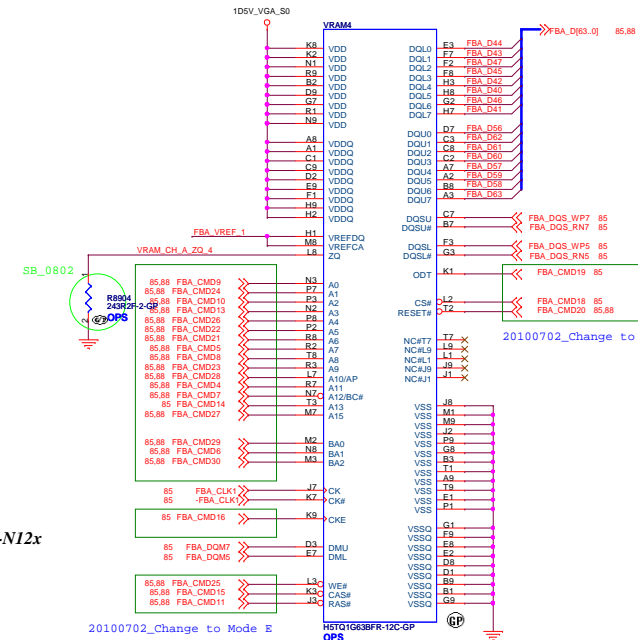 1D5V_VGA_S0
VRAM4
K8 VDD
K2 VDD
N1 VDD
R9 VDD
B2 VDD
D9 VDD
G7 VDD
R1 VDD
N9 VDD
A8 VDDQ
A1 VDDQ
C1 VDDQ
C9 VDDQ
D2 VDDQ
E9 VDDQ
F1 VDDQ
H9 VDDQ
H2 VDDQ
FBA_VREF_1 H1 VREFDQ
M8 VREFCA
VRAM_CH_A_ZQ_4 L8 ZQ
SB_0802
R8904
243R2F-2-GP
OPS
85,88 FBA_CMD9 N3 A0
85,88 FBA_CMD24 P7 A1
85,88 FBA_CMD10 P3 A2
85,88 FBA_CMD13 N2 A3
85,88 FBA_CMD26 P8 A4
85,88 FBA_CMD22 P2 A5
85,88 FBA_CMD21 R8 A6
85,88 FBA_CMD5 R2 A7
85,88 FBA_CMD8 T8 A8
85,88 FBA_CMD23 R3 A9
85,88 FBA_CMD28 L7 A10/AP
85,88 FBA_CMD4 R7 A11
85,88 FBA_CMD7 N7 A12/BC#
85 FBA_CMD14 T3 A13
85,88 FBA_CMD27 M7 A15
85,88 FBA_CMD29 M2 BA0
85,88 FBA_CMD6 N8 BA1
85,88 FBA_CMD30 M3 BA2
85 FBA_CLK1 J7 CK
85 -FBA_CLK1 K7 CK#
85 FBA_CMD16 K9 CKE
-N12x
85 FBA_DQM7 D3 DMU
85 FBA_DQM5 E7 DML
85,88 FBA_CMD25 L3 WE#
85,88 FBA_CMD15 K3 CAS#
85,88 FBA_CMD11 J3 RAS#
20100702_Change to Mode E
FBA_D[63..0] 85,88
DQL0 E3 FBA_D44
DQL1 F7 FBA_D43
DQL2 F2 FBA_D47
DQL3 F8 FBA_D45
DQL4 H3 FBA_D42
DQL5 H8 FBA_D40
DQL6 G2 FBA_D46
DQL7 H7 FBA_D41
DQU0 D7 FBA_D56
DQU1 C3 FBA_D62
DQU2 C8 FBA_D61
DQU3 C2 FBA_D60
DQU4 A7 FBA_D57
DQU5 A2 FBA_D59
DQU6 B8 FBA_D58
DQU7 A3 FBA_D63
DQSU C7 FBA_DQS_WP7 85
DQSU# B7 FBA_DQS_RN7 85
DQSL F3 FBA_DQS_WP5 85
DQSL# G3 FBA_DQS_RN5 85
ODT K1 FBA_CMD19 85
CS# L2 FBA_CMD18 85
RESET# T2 FBA_CMD20 85,88
20100702_Change to
NC#T7 T7
NC#L9 L9
NC#L1 L1
NC#J9 J9
NC#J1 J1
VSS J8
VSS M1
VSS M9
VSS J2
VSS P9
VSS G8
VSS B3
VSS T1
VSS A9
VSS T9
VSS E1
VSS P1
VSSQ G1
VSSQ F9
VSSQ E8
VSSQ E2
VSSQ D8
VSSQ D1
VSSQ B9
VSSQ B1
VSSQ G9
GP
H5TQ1G63BFR-12C-GP
OPS